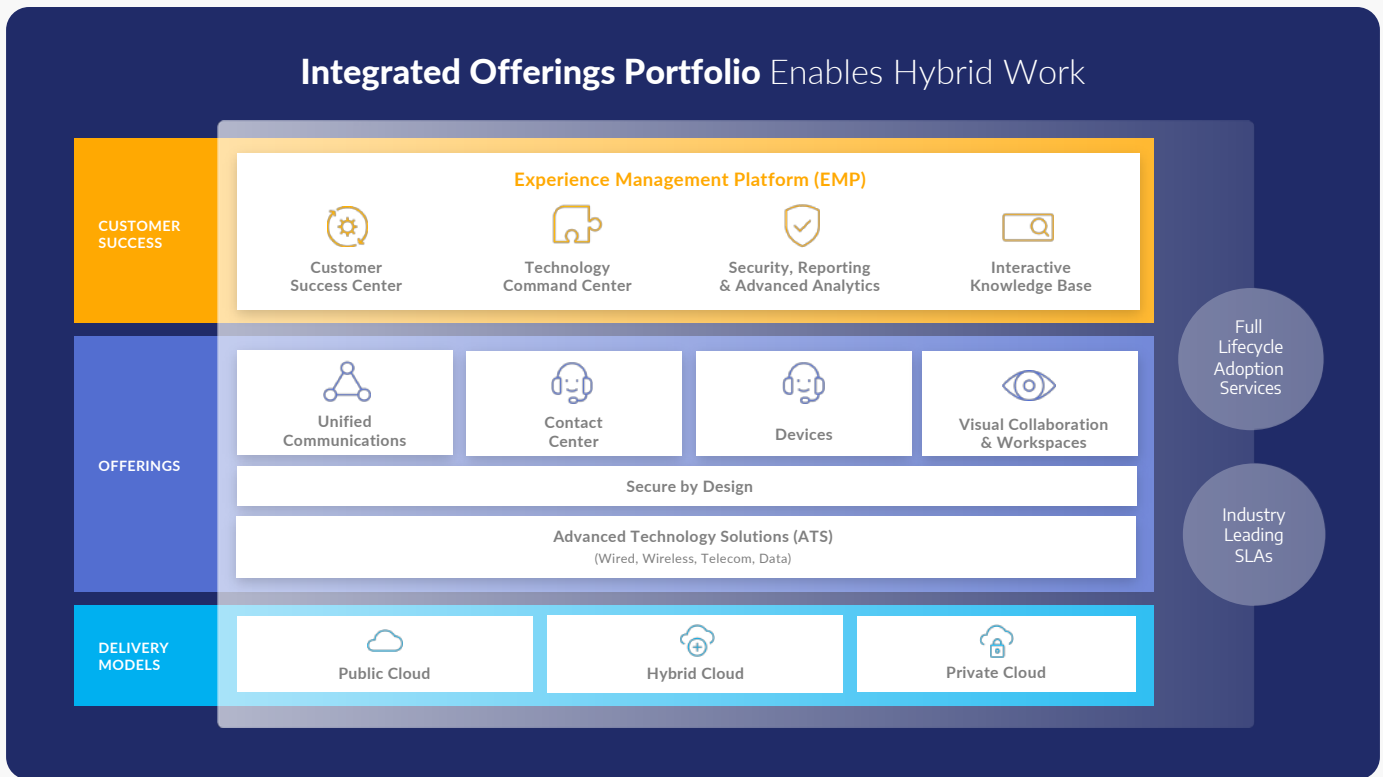 Integrated Offerings Portfolio Enables Hybrid Work
CUSTOMER
SUCCESS
Experience Management Platform (EMP)
Customer
Success Center
Technology
Command Center
Security, Reporting
& Advanced Analytics
Interactive
Knowledge Base
OFFERINGS
Unified
Communications
Contact
Center
Devices
Visual Collaboration
& Workspaces
Secure by Design
Advanced Technology Solutions (ATS)
(Wired, Wireless, Telecom, Data)
DELIVERY
MODELS
Public Cloud
Hybrid Cloud
Private Cloud
Full
Lifecycle
Adoption
Services
Industry
Leading
SLAs